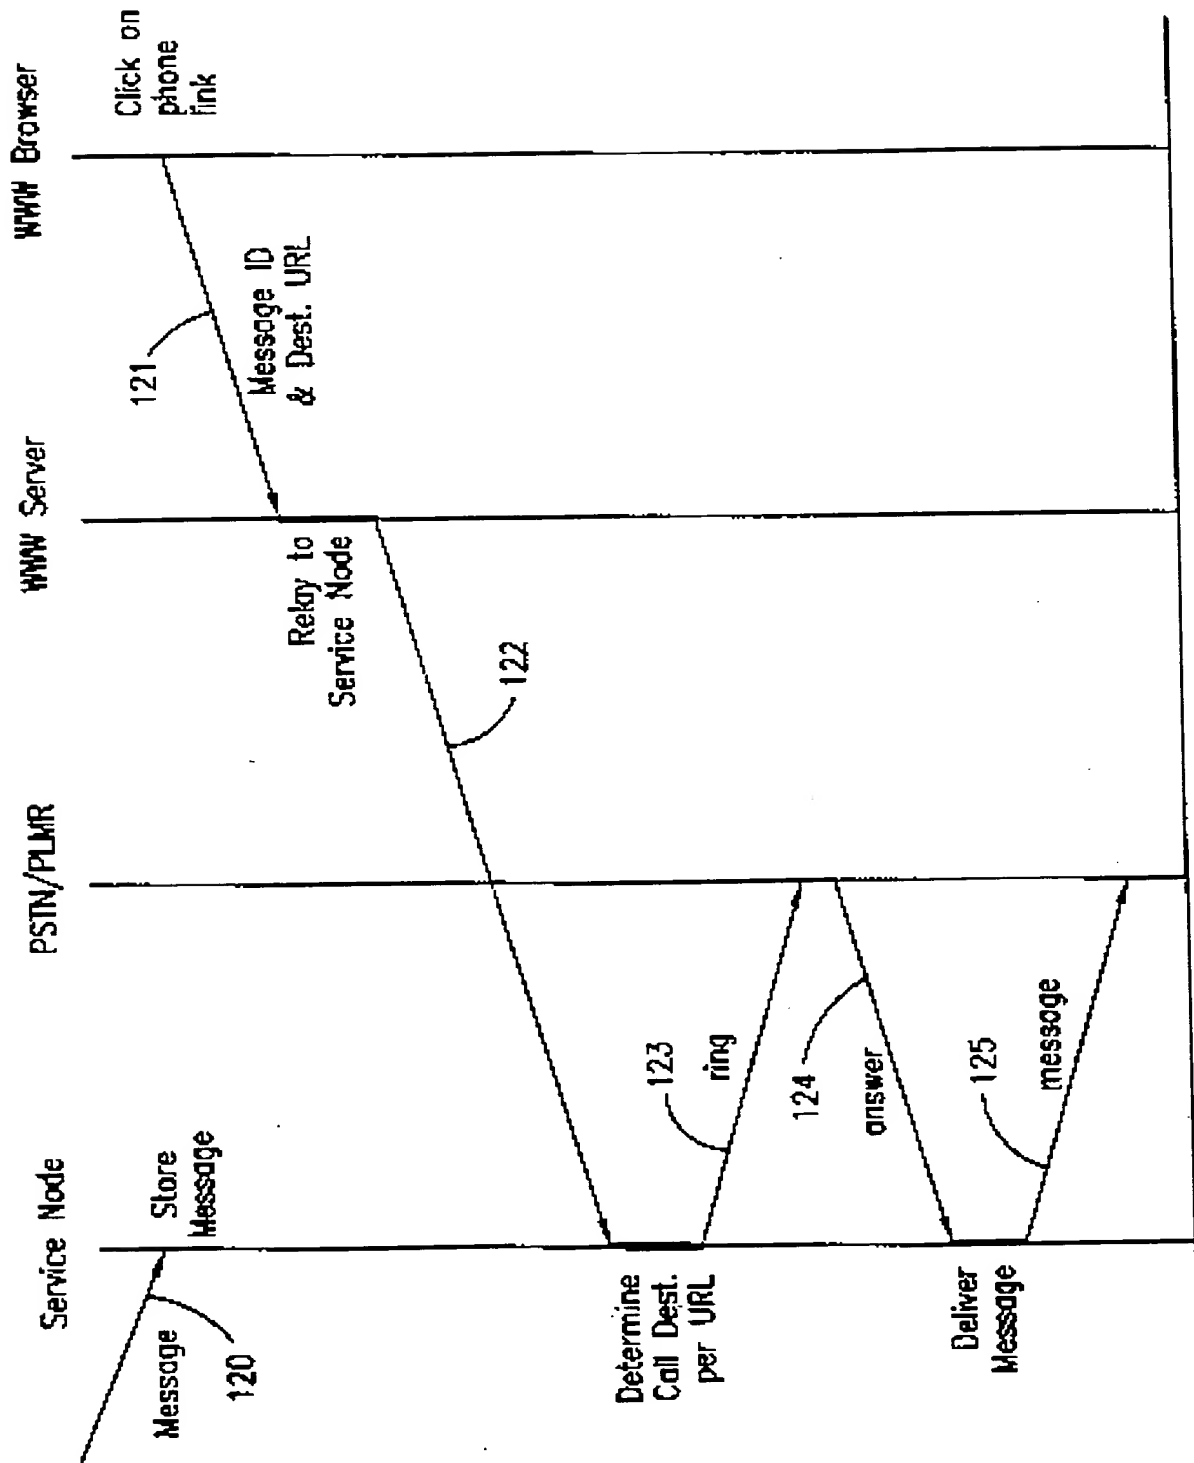 Service Node
PSTN/PLMR
WWW Server
WWW Browser
Message
120
Store
Message
Click on
phone
link
121
Message ID
& Dest. URL
Relay to
Service Node
122
Determine
Call Dest.
per URL
123
ring
124
answer
Deliver
Message
125
message